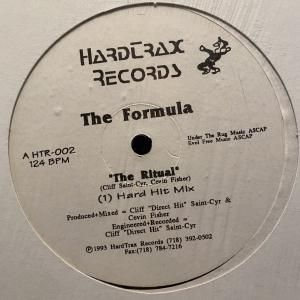 HARDTRAX
RECORDS
The Formula
Under The Rug Music ASCAP
Evol Free Music ASCAP
A HTR-002
124 BPM
"The Ritual"
(Cliff Saint-Cyr, Cevin Fisher)
(1) Hard Hit Mix
Produced+Mixed = Cliff "Direct Hit" Saint-Cyr &
Cevin Fisher
Engineered+Recorded =
Cliff "Direct Hit" Saint-Cyr
℗1993 HardTrax Records (718) 392-0502
Fax:(718) 784-7216